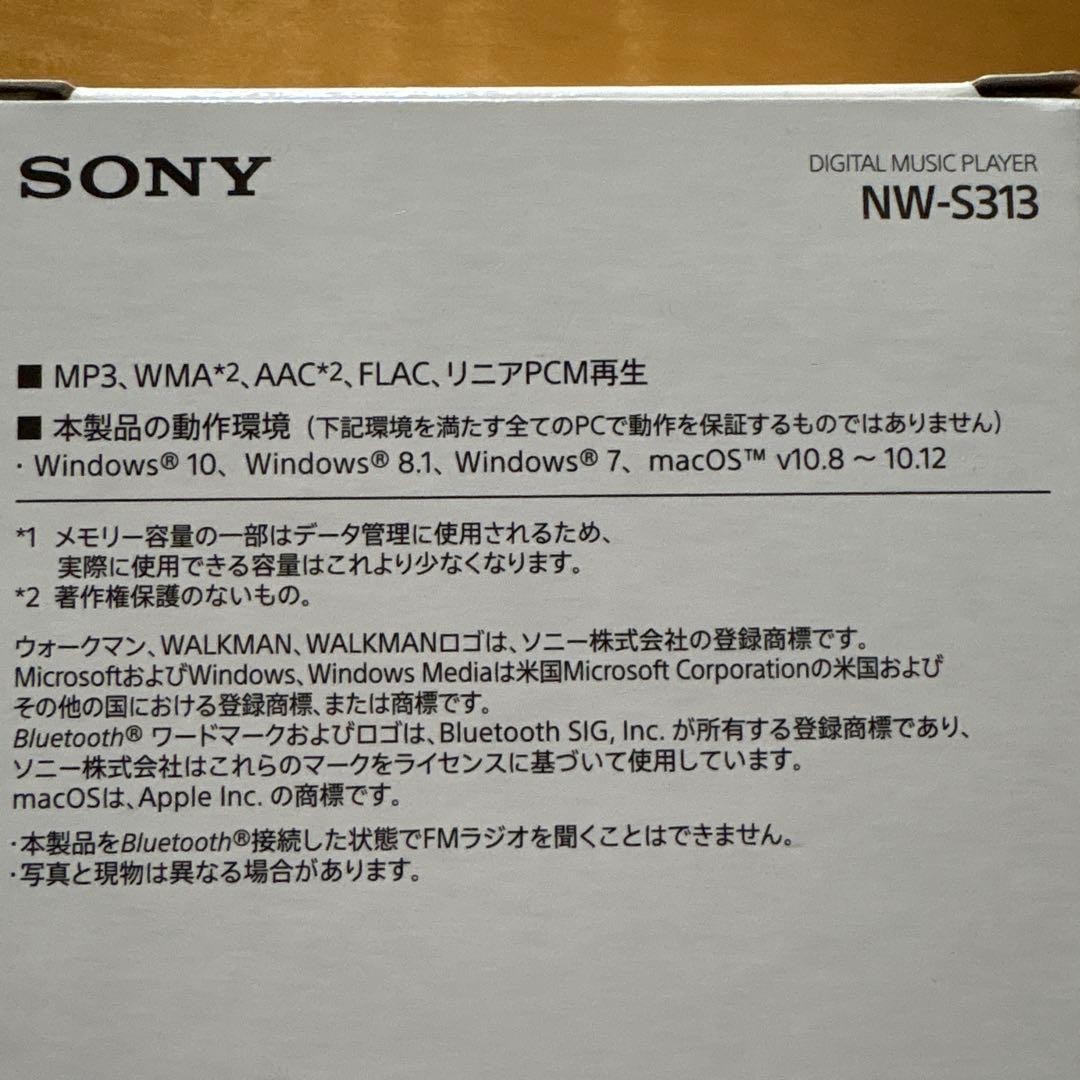 SONY
DIGITAL MUSIC PLAYER
NW-S313
■ MP3、WMA*2、AAC*2、FLAC、リニアPCM再生
■ 本製品の動作環境（下記環境を満たす全てのPCで動作を保証するものではありません）
・Windows® 10、Windows® 8.1、Windows® 7、macOS™ v10.8 ～ 10.12
*1 メモリー容量の一部はデータ管理に使用されるため、
実際に使用できる容量はこれより少なくなります。
*2 著作権保護のないもの。
ウォークマン、WALKMAN、WALKMANロゴは、ソニー株式会社の登録商標です。
MicrosoftおよびWindows、Windows Mediaは米国Microsoft Corporationの米国および
その他の国における登録商標、または商標です。
Bluetooth® ワードマークおよびロゴは、Bluetooth SIG, Inc. が所有する登録商標であり、
ソニー株式会社はこれらのマークをライセンスに基づいて使用しています。
macOSは、Apple Inc. の商標です。
・本製品をBluetooth®接続した状態でFMラジオを聞くことはできません。
・写真と現物は異なる場合があります。